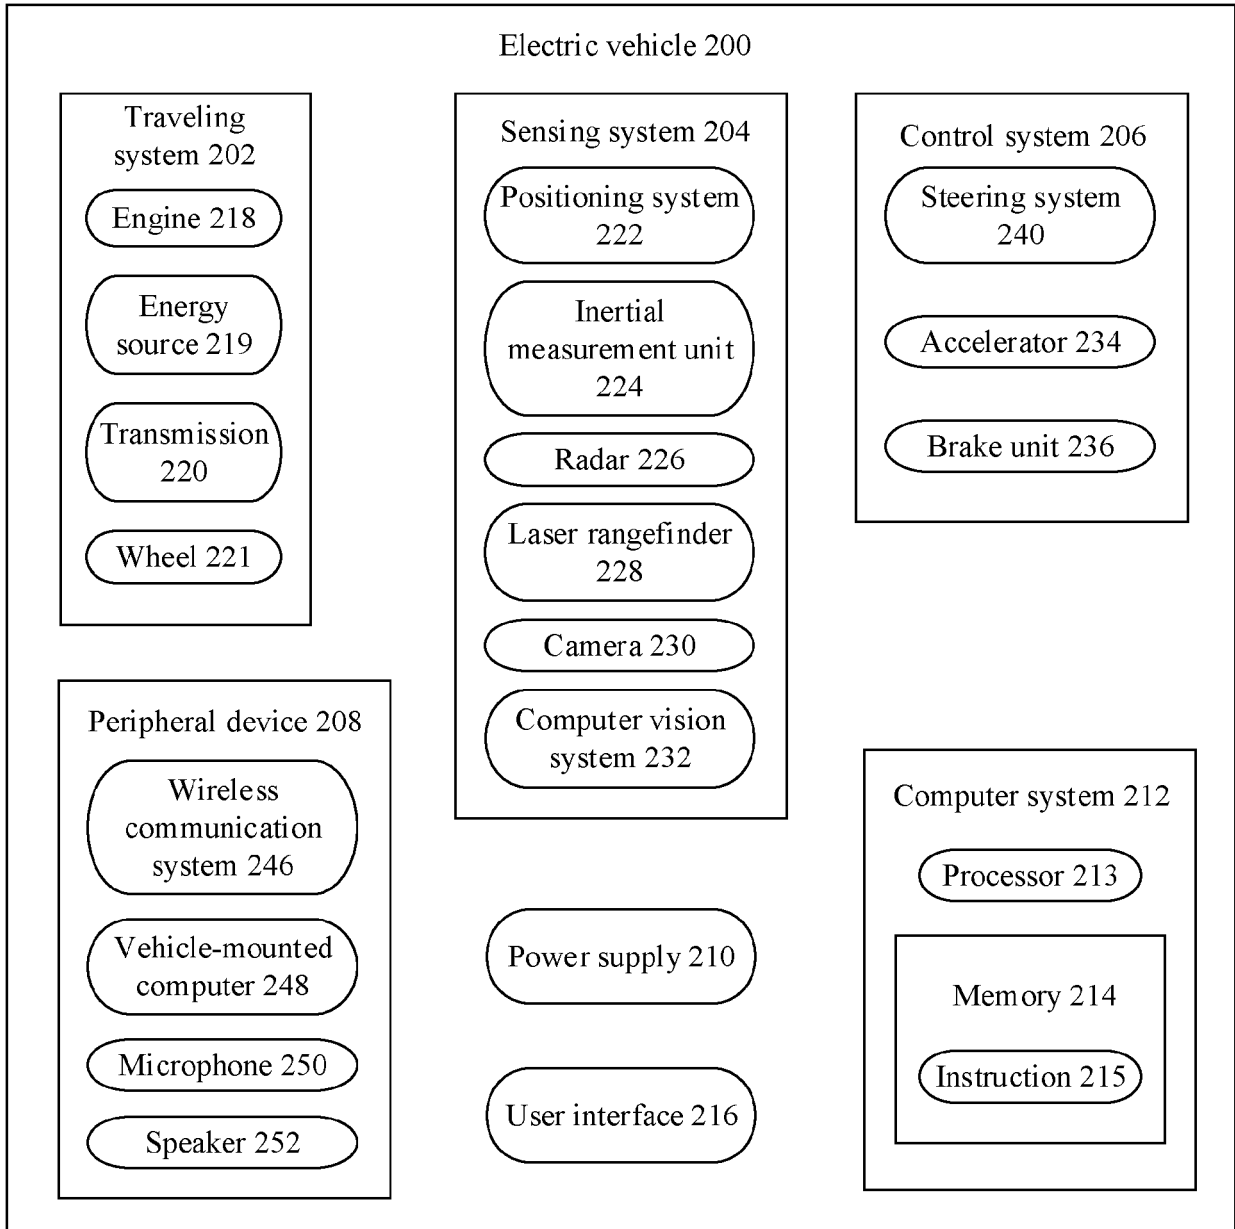 Electric vehicle 200
Traveling
system 202
Engine 218
Energy
source 219
Transmission
220
Wheel 221
Sensing system 204
Positioning system
222
Inertial
measurement unit
224
Radar 226
Laser rangefinder
228
Camera 230
Computer vision
system 232
Control system 206
Steering system
240
Accelerator 234
Brake unit 236
Peripheral device 208
Wireless
communication
system 246
Vehicle-mounted
computer 248
Microphone 250
Speaker 252
Power supply 210
User interface 216
Computer system 212
Processor 213
Memory 214
Instruction 215